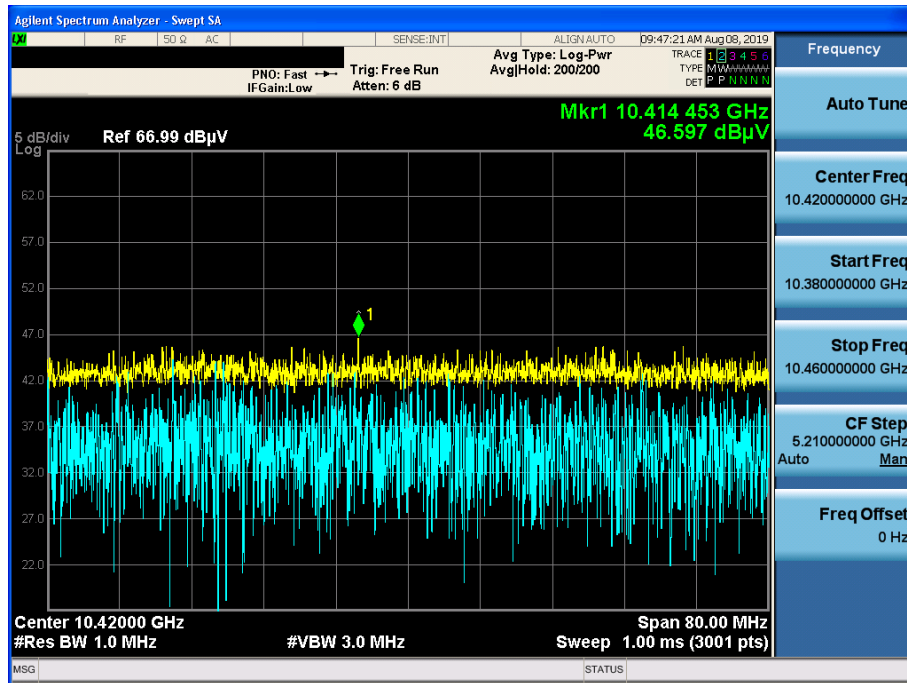 Agilent Spectrum Analyzer - Swept SA
LXI RF 50 Ω AC SENSE:INT ALIGN AUTO 09:47:21 AM Aug 08, 2019
PNO: Fast
IFGain:Low
Trig: Free Run
Atten: 6 dB
Avg Type: Log-Pwr
Avg|Hold: 200/200
TRACE 1 2 3 4 5 6
TYPE M W W W W W
DET P P N N N N
Mkr1 10.414 453 GHz
46.597 dBµV
5 dB/div
Log
Ref 66.99 dBµV
62.0
57.0
52.0
47.0
42.0
37.0
32.0
27.0
22.0
1
Center 10.42000 GHz
#Res BW 1.0 MHz
#VBW 3.0 MHz
Span 80.00 MHz
Sweep 1.00 ms (3001 pts)
MSG
STATUS
Frequency
Auto Tune
Center Freq
10.420000000 GHz
Start Freq
10.380000000 GHz
Stop Freq
10.460000000 GHz
CF Step
5.210000000 GHz
Auto Man
Freq Offset
0 Hz